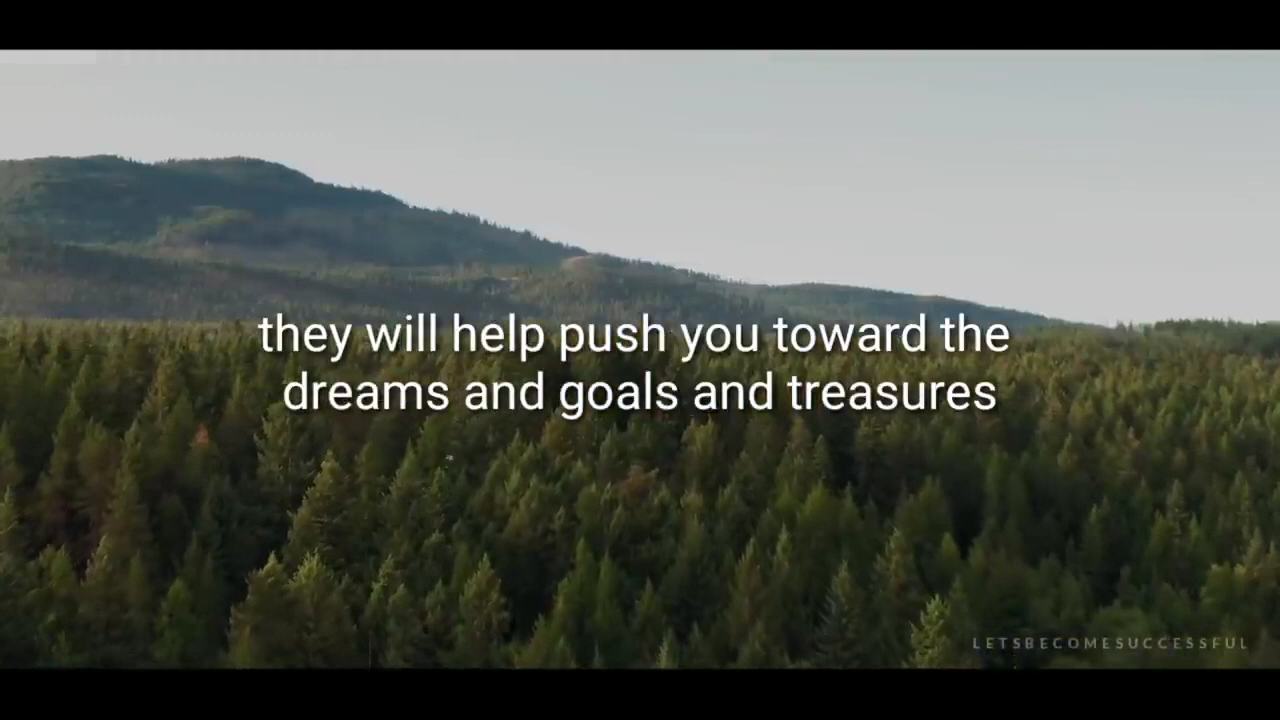 they will help push you toward the
dreams and goals and treasures
LETSBECOMESUCCESSFUL